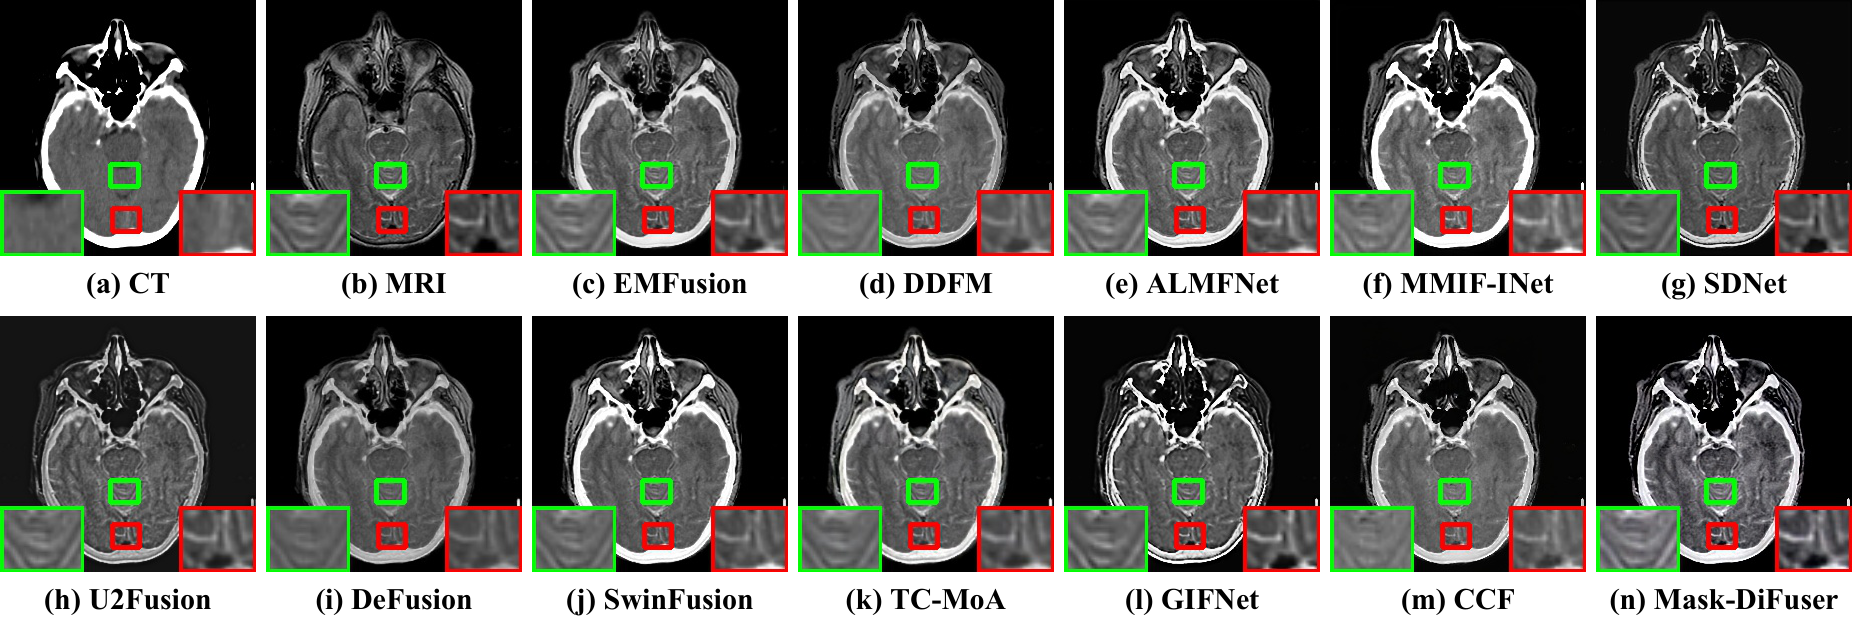 (a) CT (b) MRI (c) EMFusion (d) DDFM (e) ALMFNet (f) MMIF-INet (g) SDNet
(h) U2Fusion (i) DeFusion (j) SwinFusion (k) TC-MoA (l) GIFNet (m) CCF (n) Mask-DiFuser